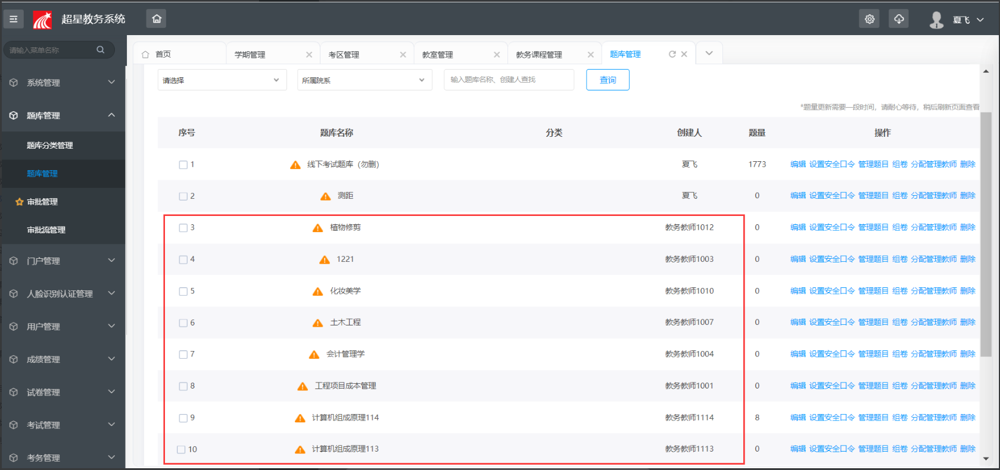 超星教务系统
夏飞
请输入菜单名称
系统管理
题库管理
题库分类管理
题库管理
审批管理
审批流管理
门户管理
人脸识别认证管理
用户管理
成绩管理
试卷管理
考试管理
考务管理
首页 学期管理 考区管理 教室管理 教务课程管理 题库管理
请选择 所属院系 输入题库名称、创建人查找 查询
*题量更新需要一段时间，请耐心等待，稍后刷新页面查看
序号 题库名称 分类 创建人 题量 操作
1 线下考试题库（勿删） 夏飞 1773 编辑 设置安全口令 管理题目 组卷 分配管理教师 删除
2 测距 夏飞 0 编辑 设置安全口令 管理题目 组卷 分配管理教师 删除
3 植物修剪 教务教师1012 0 编辑 设置安全口令 管理题目 组卷 分配管理教师 删除
4 1221 教务教师1003 0 编辑 设置安全口令 管理题目 组卷 分配管理教师 删除
5 化妆美学 教务教师1010 0 编辑 设置安全口令 管理题目 组卷 分配管理教师 删除
6 土木工程 教务教师1007 0 编辑 设置安全口令 管理题目 组卷 分配管理教师 删除
7 会计管理学 教务教师1004 0 编辑 设置安全口令 管理题目 组卷 分配管理教师 删除
8 工程项目成本管理 教务教师1001 0 编辑 设置安全口令 管理题目 组卷 分配管理教师 删除
9 计算机组成原理114 教务教师1114 8 编辑 设置安全口令 管理题目 组卷 分配管理教师 删除
10 计算机组成原理113 教务教师1113 0 编辑 设置安全口令 管理题目 组卷 分配管理教师 删除